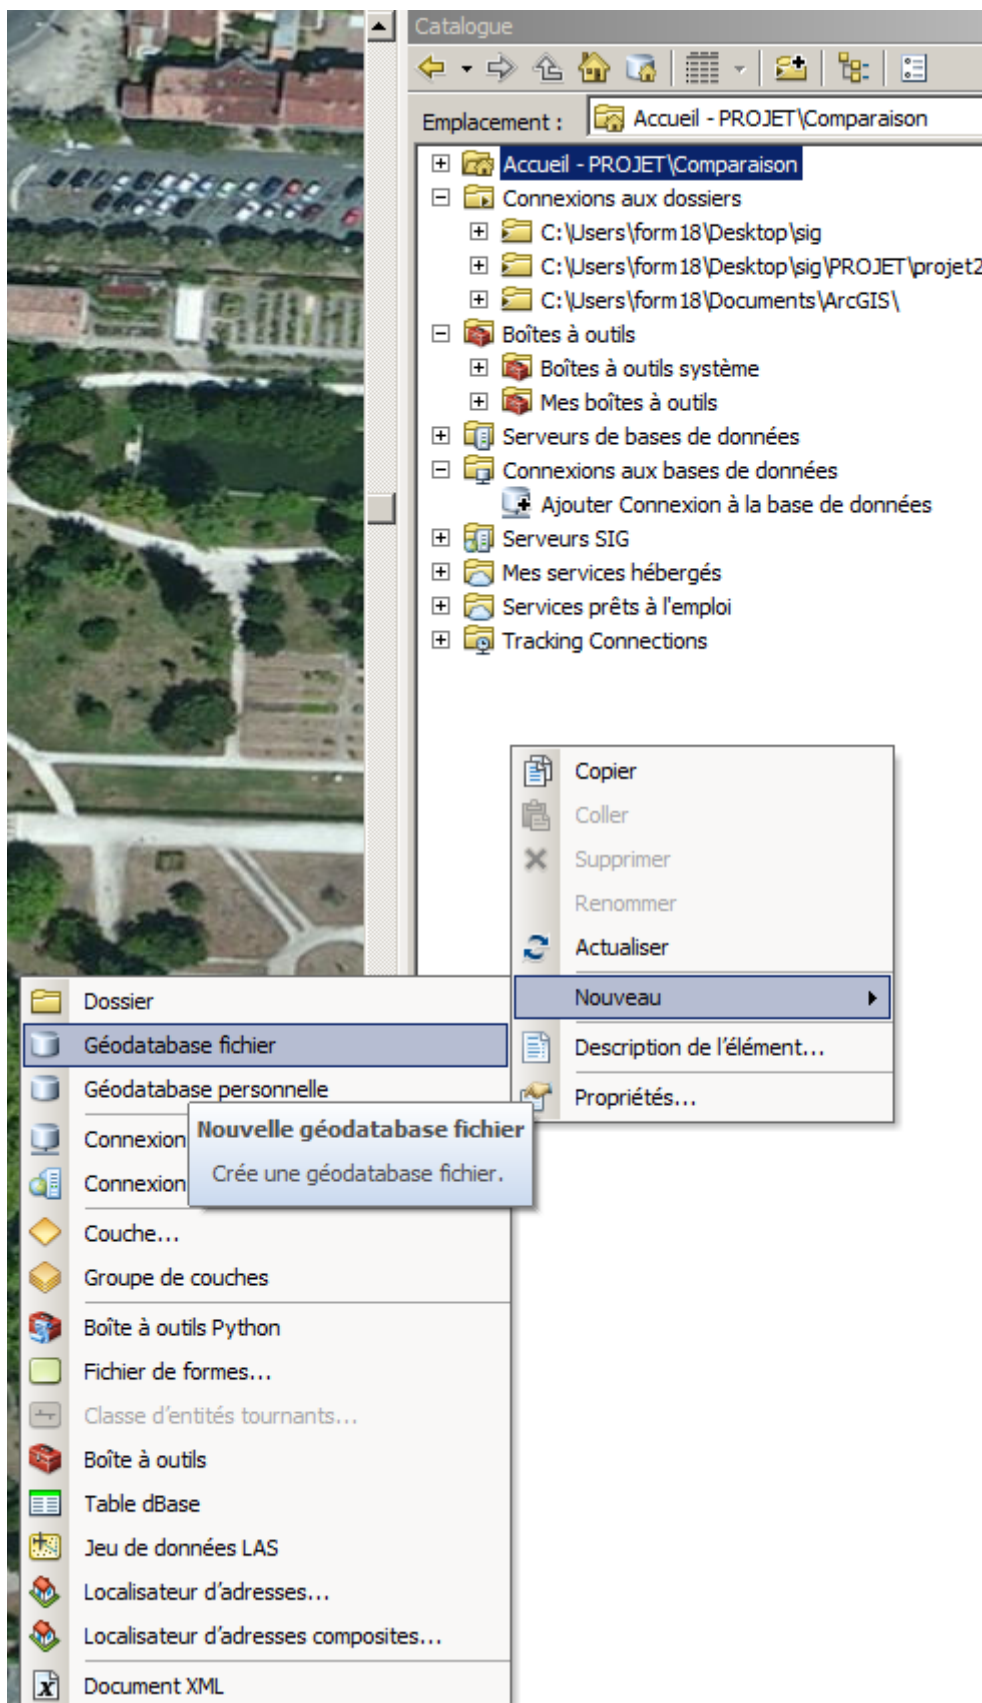 Catalogue
Emplacement :
Accueil - PROJET\Comparaison
Accueil - PROJET\Comparaison
Connexions aux dossiers
C:\Users\form18\Desktop\sig
C:\Users\form18\Desktop\sig\PROJET\projet2
C:\Users\form18\Documents\ArcGIS\
Boîtes à outils
Boîtes à outils système
Mes boîtes à outils
Serveurs de bases de données
Connexions aux bases de données
Ajouter Connexion à la base de données
Serveurs SIG
Mes services hébergés
Services prêts à l'emploi
Tracking Connections
Copier
Coller
Supprimer
Renommer
Actualiser
Nouveau
Description de l’élément...
Propriétés...
Dossier
Géodatabase fichier
Géodatabase personnelle
Connexion
Connexion
Nouvelle géodatabase fichier
Crée une géodatabase fichier.
Couche...
Groupe de couches
Boîte à outils Python
Fichier de formes...
Classe d’entités tournants...
Boîte à outils
Table dBase
Jeu de données LAS
Localisateur d’adresses...
Localisateur d’adresses composites...
Document XML